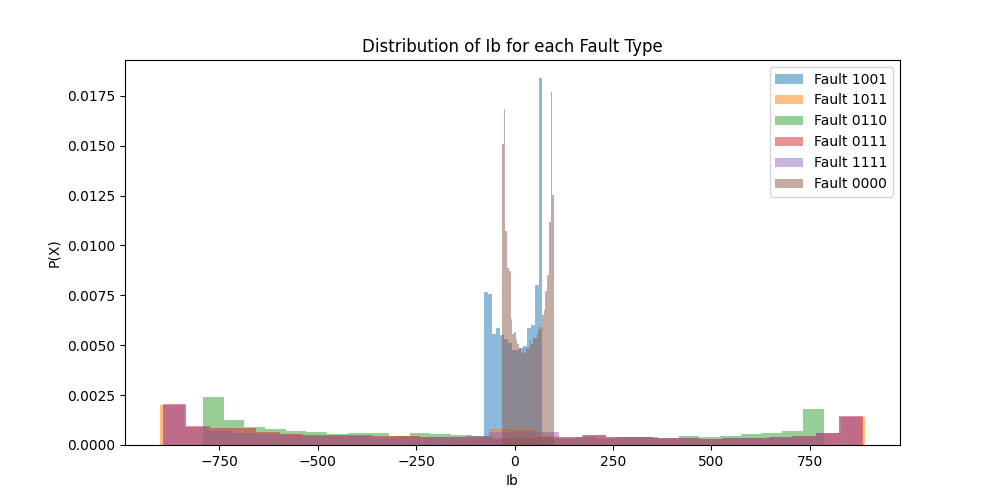 Distribution of Ib for each Fault Type
Fault 1001
Fault 1011
Fault 0110
Fault 0111
Fault 1111
Fault 0000
P(X)
0.0175
0.0150
0.0125
0.0100
0.0075
0.0050
0.0025
0.0000
−750 −500 −250 0 250 500 750
Ib